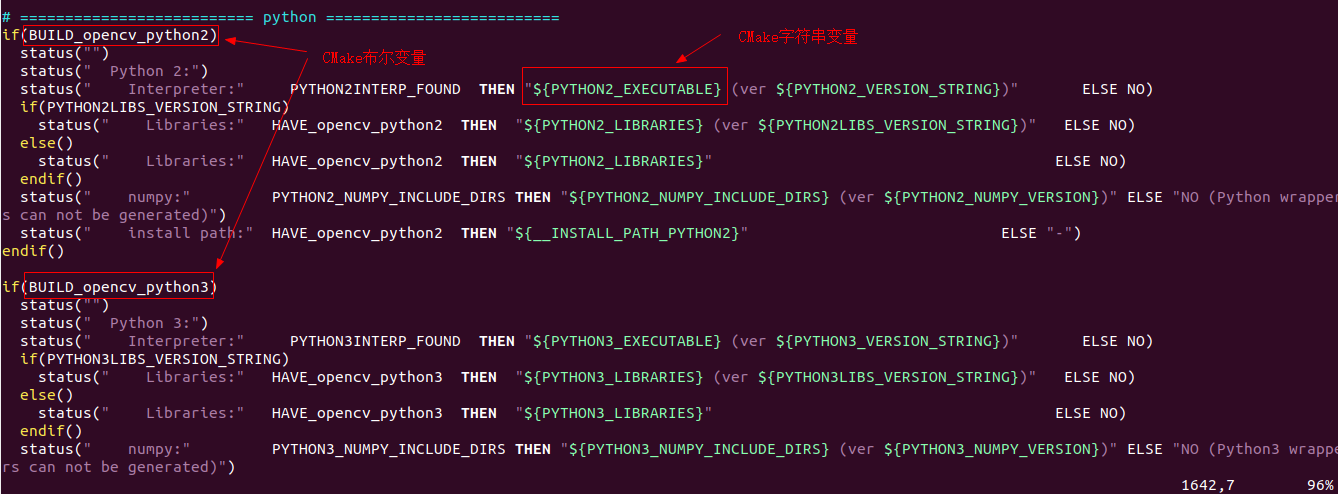 # ========================== python ==========================
if(BUILD_opencv_python2)
CMake布尔变量
CMake字符串变量
  status("")
  status("  Python 2:")
  status("    Interpreter:"     PYTHON2INTERP_FOUND  THEN "${PYTHON2_EXECUTABLE} (ver ${PYTHON2_VERSION_STRING})"       ELSE NO)
  if(PYTHON2LIBS_VERSION_STRING)
    status("    Libraries:"   HAVE_opencv_python2  THEN  "${PYTHON2_LIBRARIES} (ver ${PYTHON2LIBS_VERSION_STRING})"   ELSE NO)
  else()
    status("    Libraries:"   HAVE_opencv_python2  THEN  "${PYTHON2_LIBRARIES}"                                      ELSE NO)
  endif()
  status("    numpy:"         PYTHON2_NUMPY_INCLUDE_DIRS THEN "${PYTHON2_NUMPY_INCLUDE_DIRS} (ver ${PYTHON2_NUMPY_VERSION})" ELSE "NO (Python wrapper
s can not be generated)")
  status("    install path:"  HAVE_opencv_python2  THEN "${__INSTALL_PATH_PYTHON2}"                            ELSE "-")
endif()

if(BUILD_opencv_python3)
  status("")
  status("  Python 3:")
  status("    Interpreter:"     PYTHON3INTERP_FOUND  THEN "${PYTHON3_EXECUTABLE} (ver ${PYTHON3_VERSION_STRING})"       ELSE NO)
  if(PYTHON3LIBS_VERSION_STRING)
    status("    Libraries:"   HAVE_opencv_python3  THEN  "${PYTHON3_LIBRARIES} (ver ${PYTHON3LIBS_VERSION_STRING})"   ELSE NO)
  else()
    status("    Libraries:"   HAVE_opencv_python3  THEN  "${PYTHON3_LIBRARIES}"                                      ELSE NO)
  endif()
  status("    numpy:"         PYTHON3_NUMPY_INCLUDE_DIRS THEN "${PYTHON3_NUMPY_INCLUDE_DIRS} (ver ${PYTHON3_NUMPY_VERSION})" ELSE "NO (Python3 wrappe
rs can not be generated)")
1642,7        96%